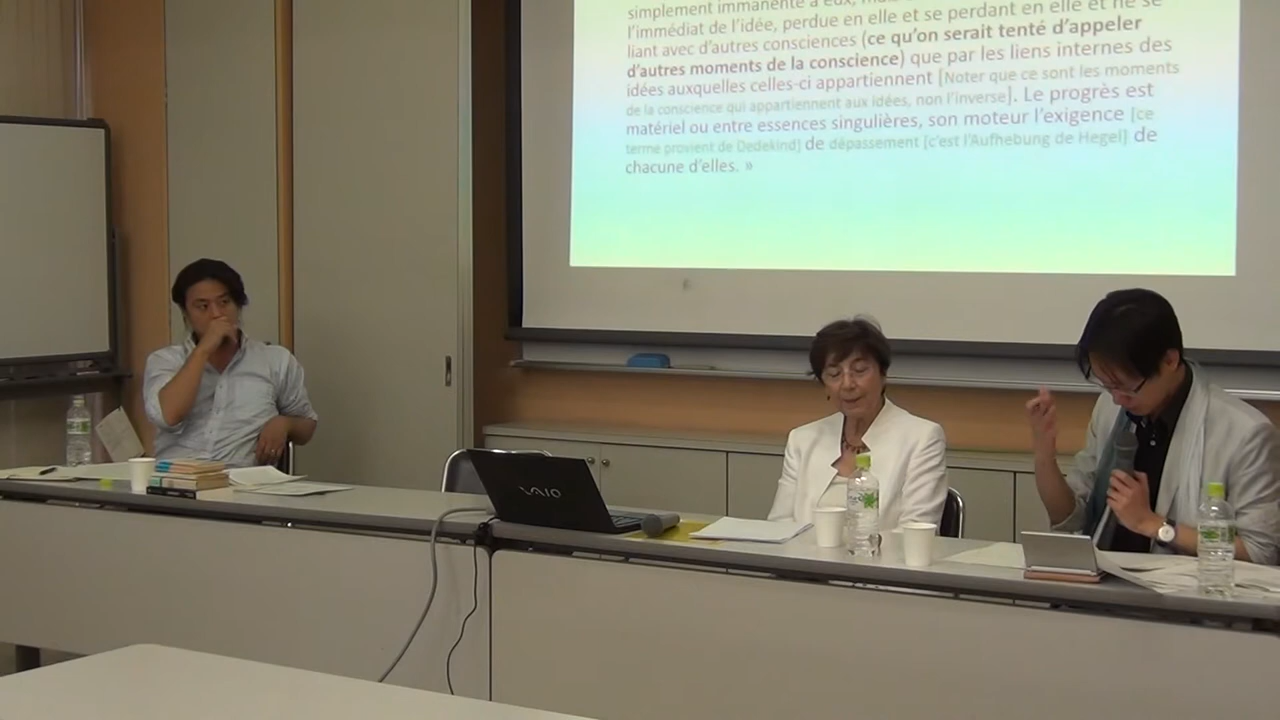 simplement immanente à eux, mais
l'immédiat de l'idée, perdue en elle et se perdant en elle et ne se
liant avec d'autres consciences (ce qu'on serait tenté d'appeler
d'autres moments de la conscience) que par les liens internes des
idées auxquelles celles-ci appartiennent [Noter que ce sont les moments
de la conscience qui appartiennent aux idées, non l'inverse]. Le progrès est
matériel ou entre essences singulières, son moteur l'exigence [ce
terme provient de Dedekind] de dépassement [c'est l'Aufhebung de Hegel] de
chacune d'elles. »
VAIO